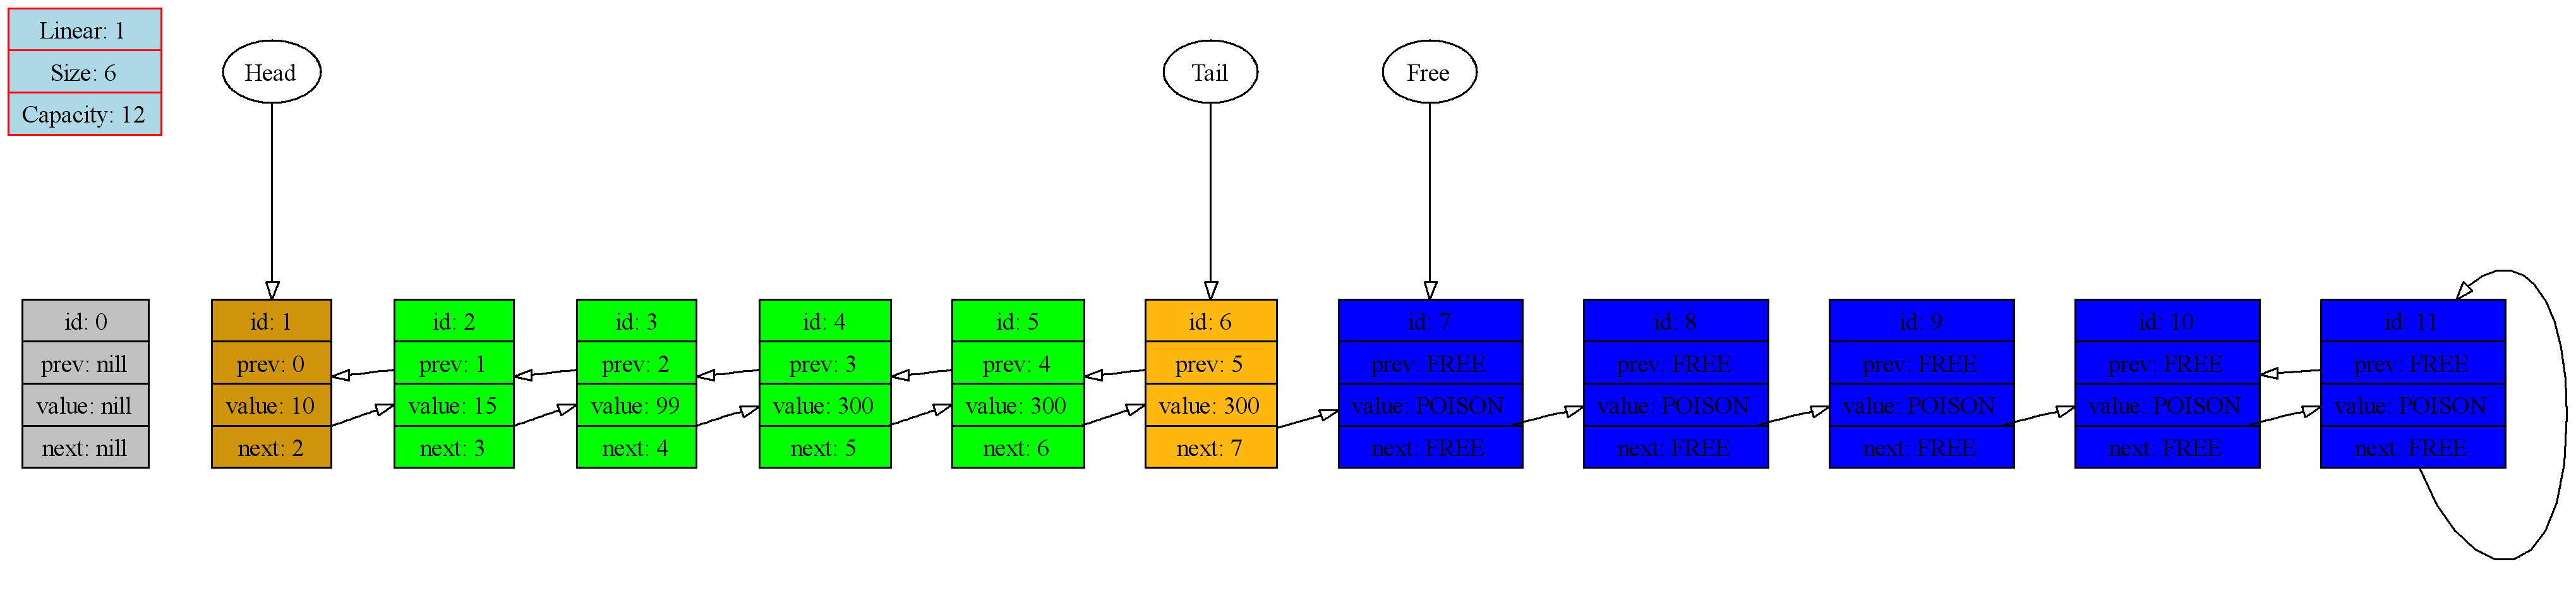 Linear: 1
Size: 6
Capacity: 12
Head
Tail
Free
id: 0
prev: nill
value: nill
next: nill
id: 1
prev: 0
value: 10
next: 2
id: 2
prev: 1
value: 15
next: 3
id: 3
prev: 2
value: 99
next: 4
id: 4
prev: 3
value: 300
next: 5
id: 5
prev: 4
value: 300
next: 6
id: 6
prev: 5
value: 300
next: 7
id: 7
prev: FREE
value: POISON
next: FREE
id: 8
prev: FREE
value: POISON
next: FREE
id: 9
prev: FREE
value: POISON
next: FREE
id: 10
prev: FREE
value: POISON
next: FREE
id: 11
prev: FREE
value: POISON
next: FREE